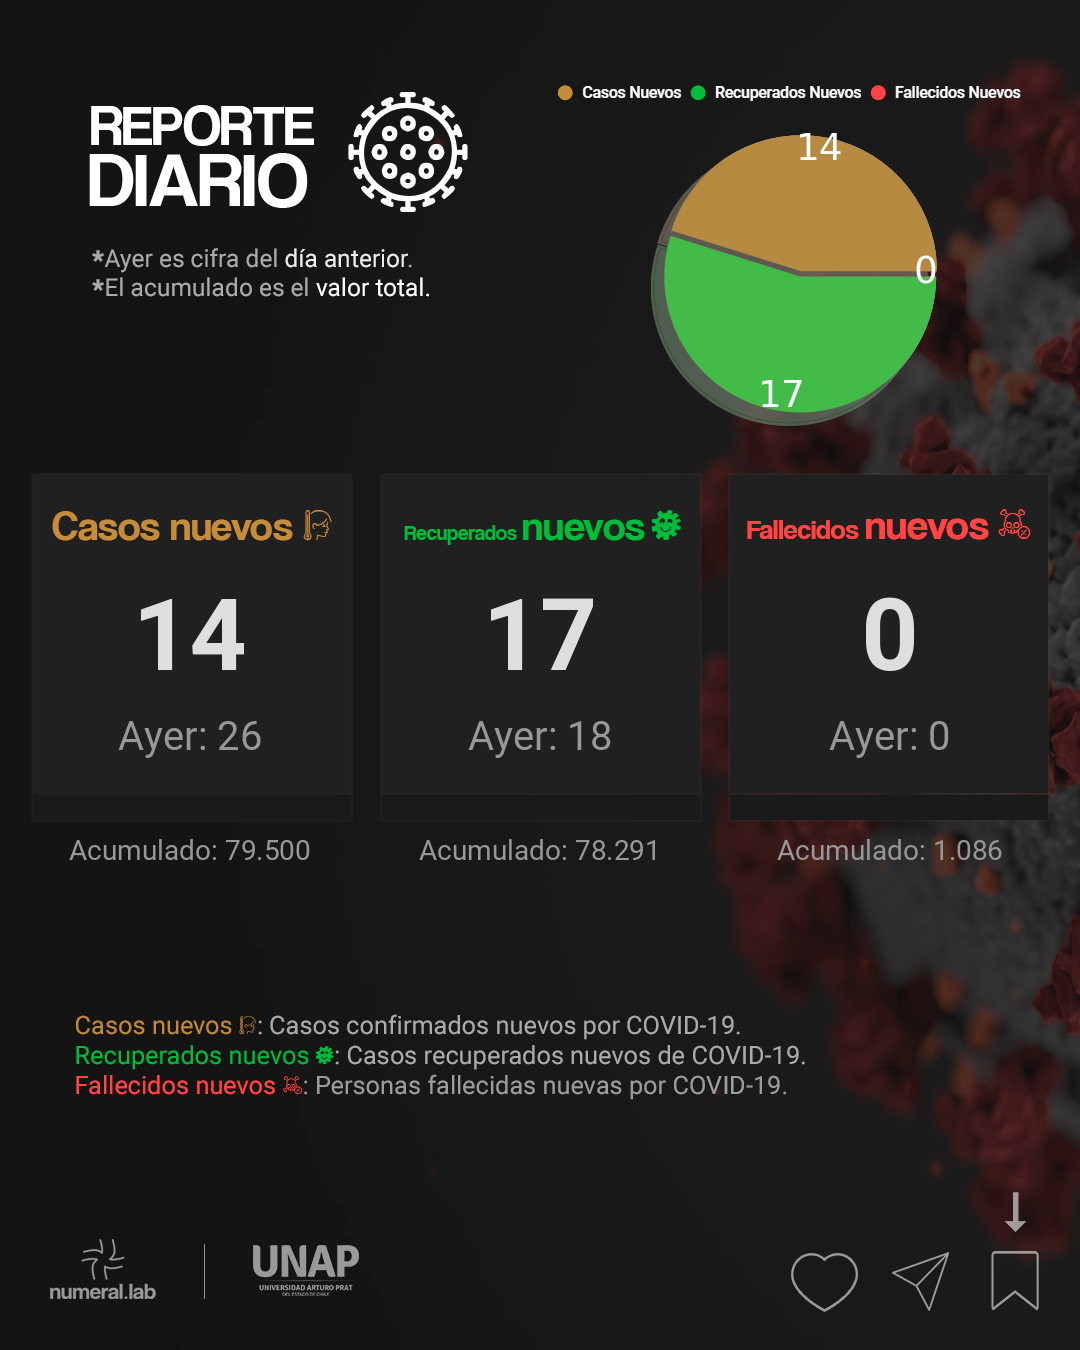 REPORTE
DIARIO
*Ayer es cifra del día anterior.
*El acumulado es el valor total.
Casos Nuevos Recuperados Nuevos Fallecidos Nuevos
14
0
17
Casos nuevos
14
Ayer: 26
Acumulado: 79.500
Recuperados nuevos
17
Ayer: 18
Acumulado: 78.291
Fallecidos nuevos
0
Ayer: 0
Acumulado: 1.086
Casos nuevos : Casos confirmados nuevos por COVID-19.
Recuperados nuevos : Casos recuperados nuevos de COVID-19.
Fallecidos nuevos : Personas fallecidas nuevas por COVID-19.
numeral.lab
UNAP
UNIVERSIDAD ARTURO PRAT
DEL ESTADO DE CHILE